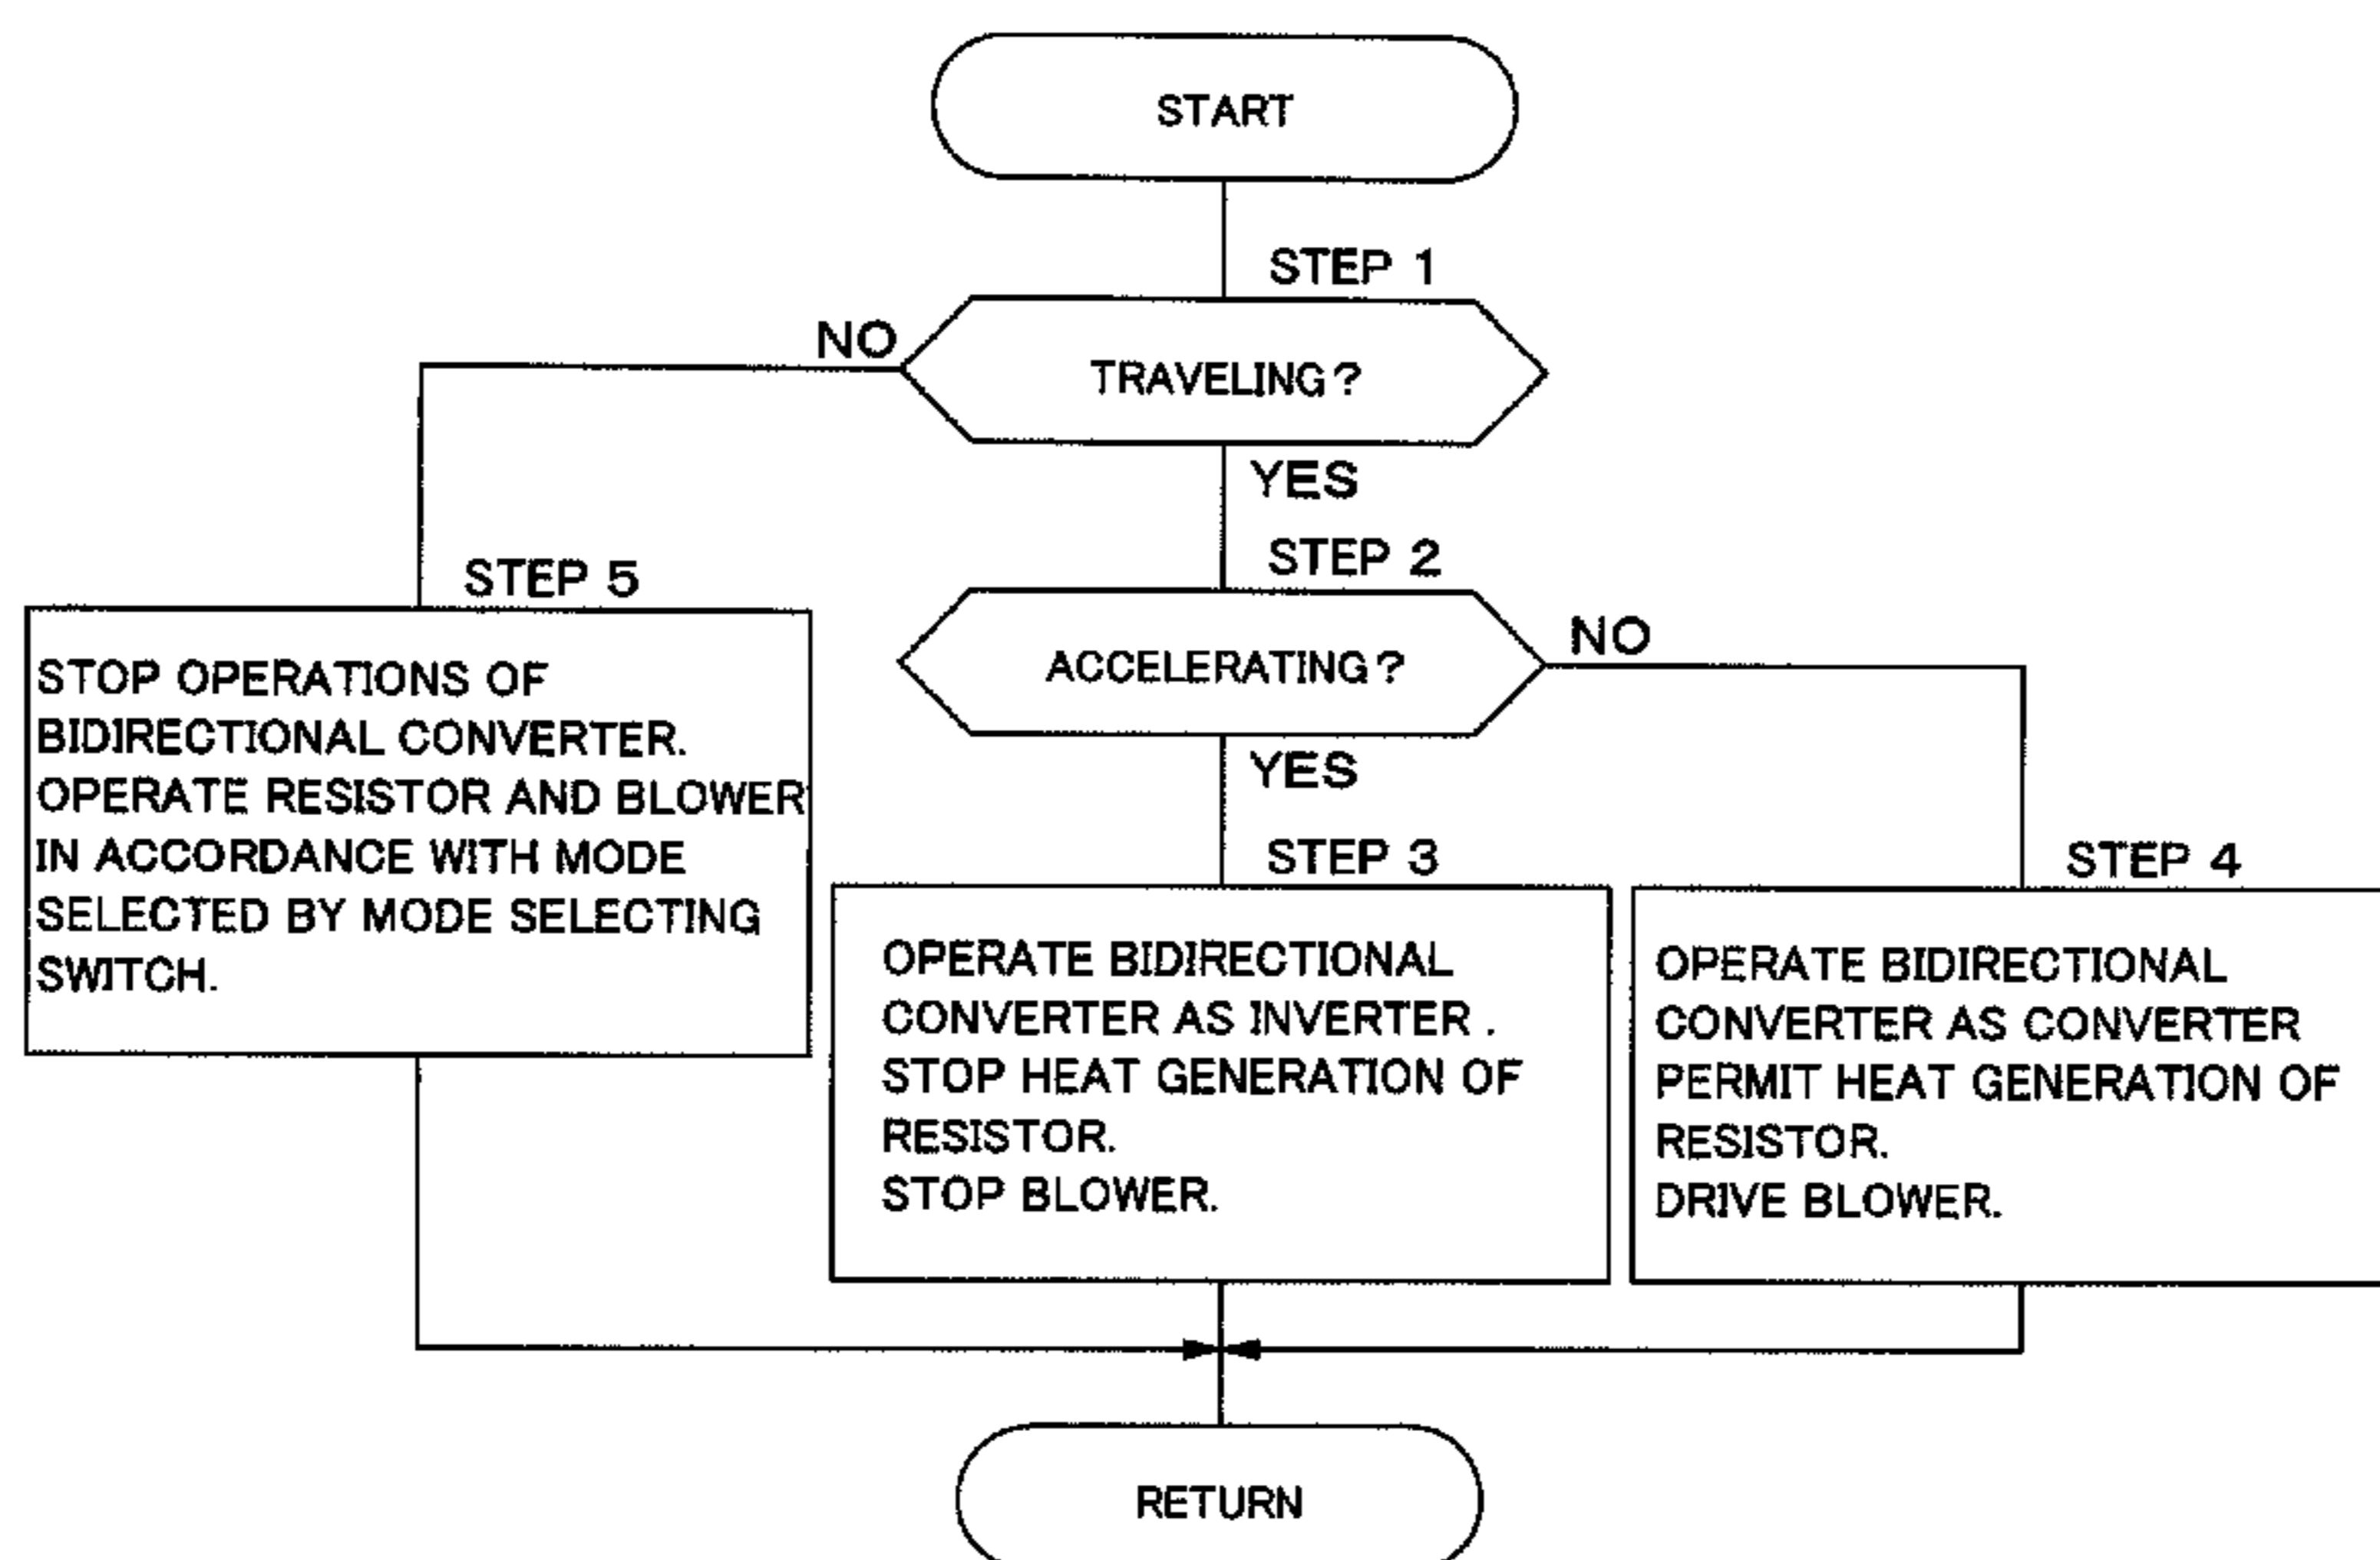 START
STEP 1
NO
TRAVELING?
YES
STEP 2
STEP 5
NO
ACCELERATING?
STOP OPERATIONS OF
BIDIRECTIONAL CONVERTER.
OPERATE RESISTOR AND BLOWER
IN ACCORDANCE WITH MODE
SELECTED BY MODE SELECTING
SWITCH.
YES
STEP 3
STEP 4
OPERATE BIDIRECTIONAL
CONVERTER AS INVERTER .
STOP HEAT GENERATION OF
RESISTOR.
STOP BLOWER.
OPERATE BIDIRECTIONAL
CONVERTER AS CONVERTER
PERMIT HEAT GENERATION OF
RESISTOR.
DRIVE BLOWER.
RETURN